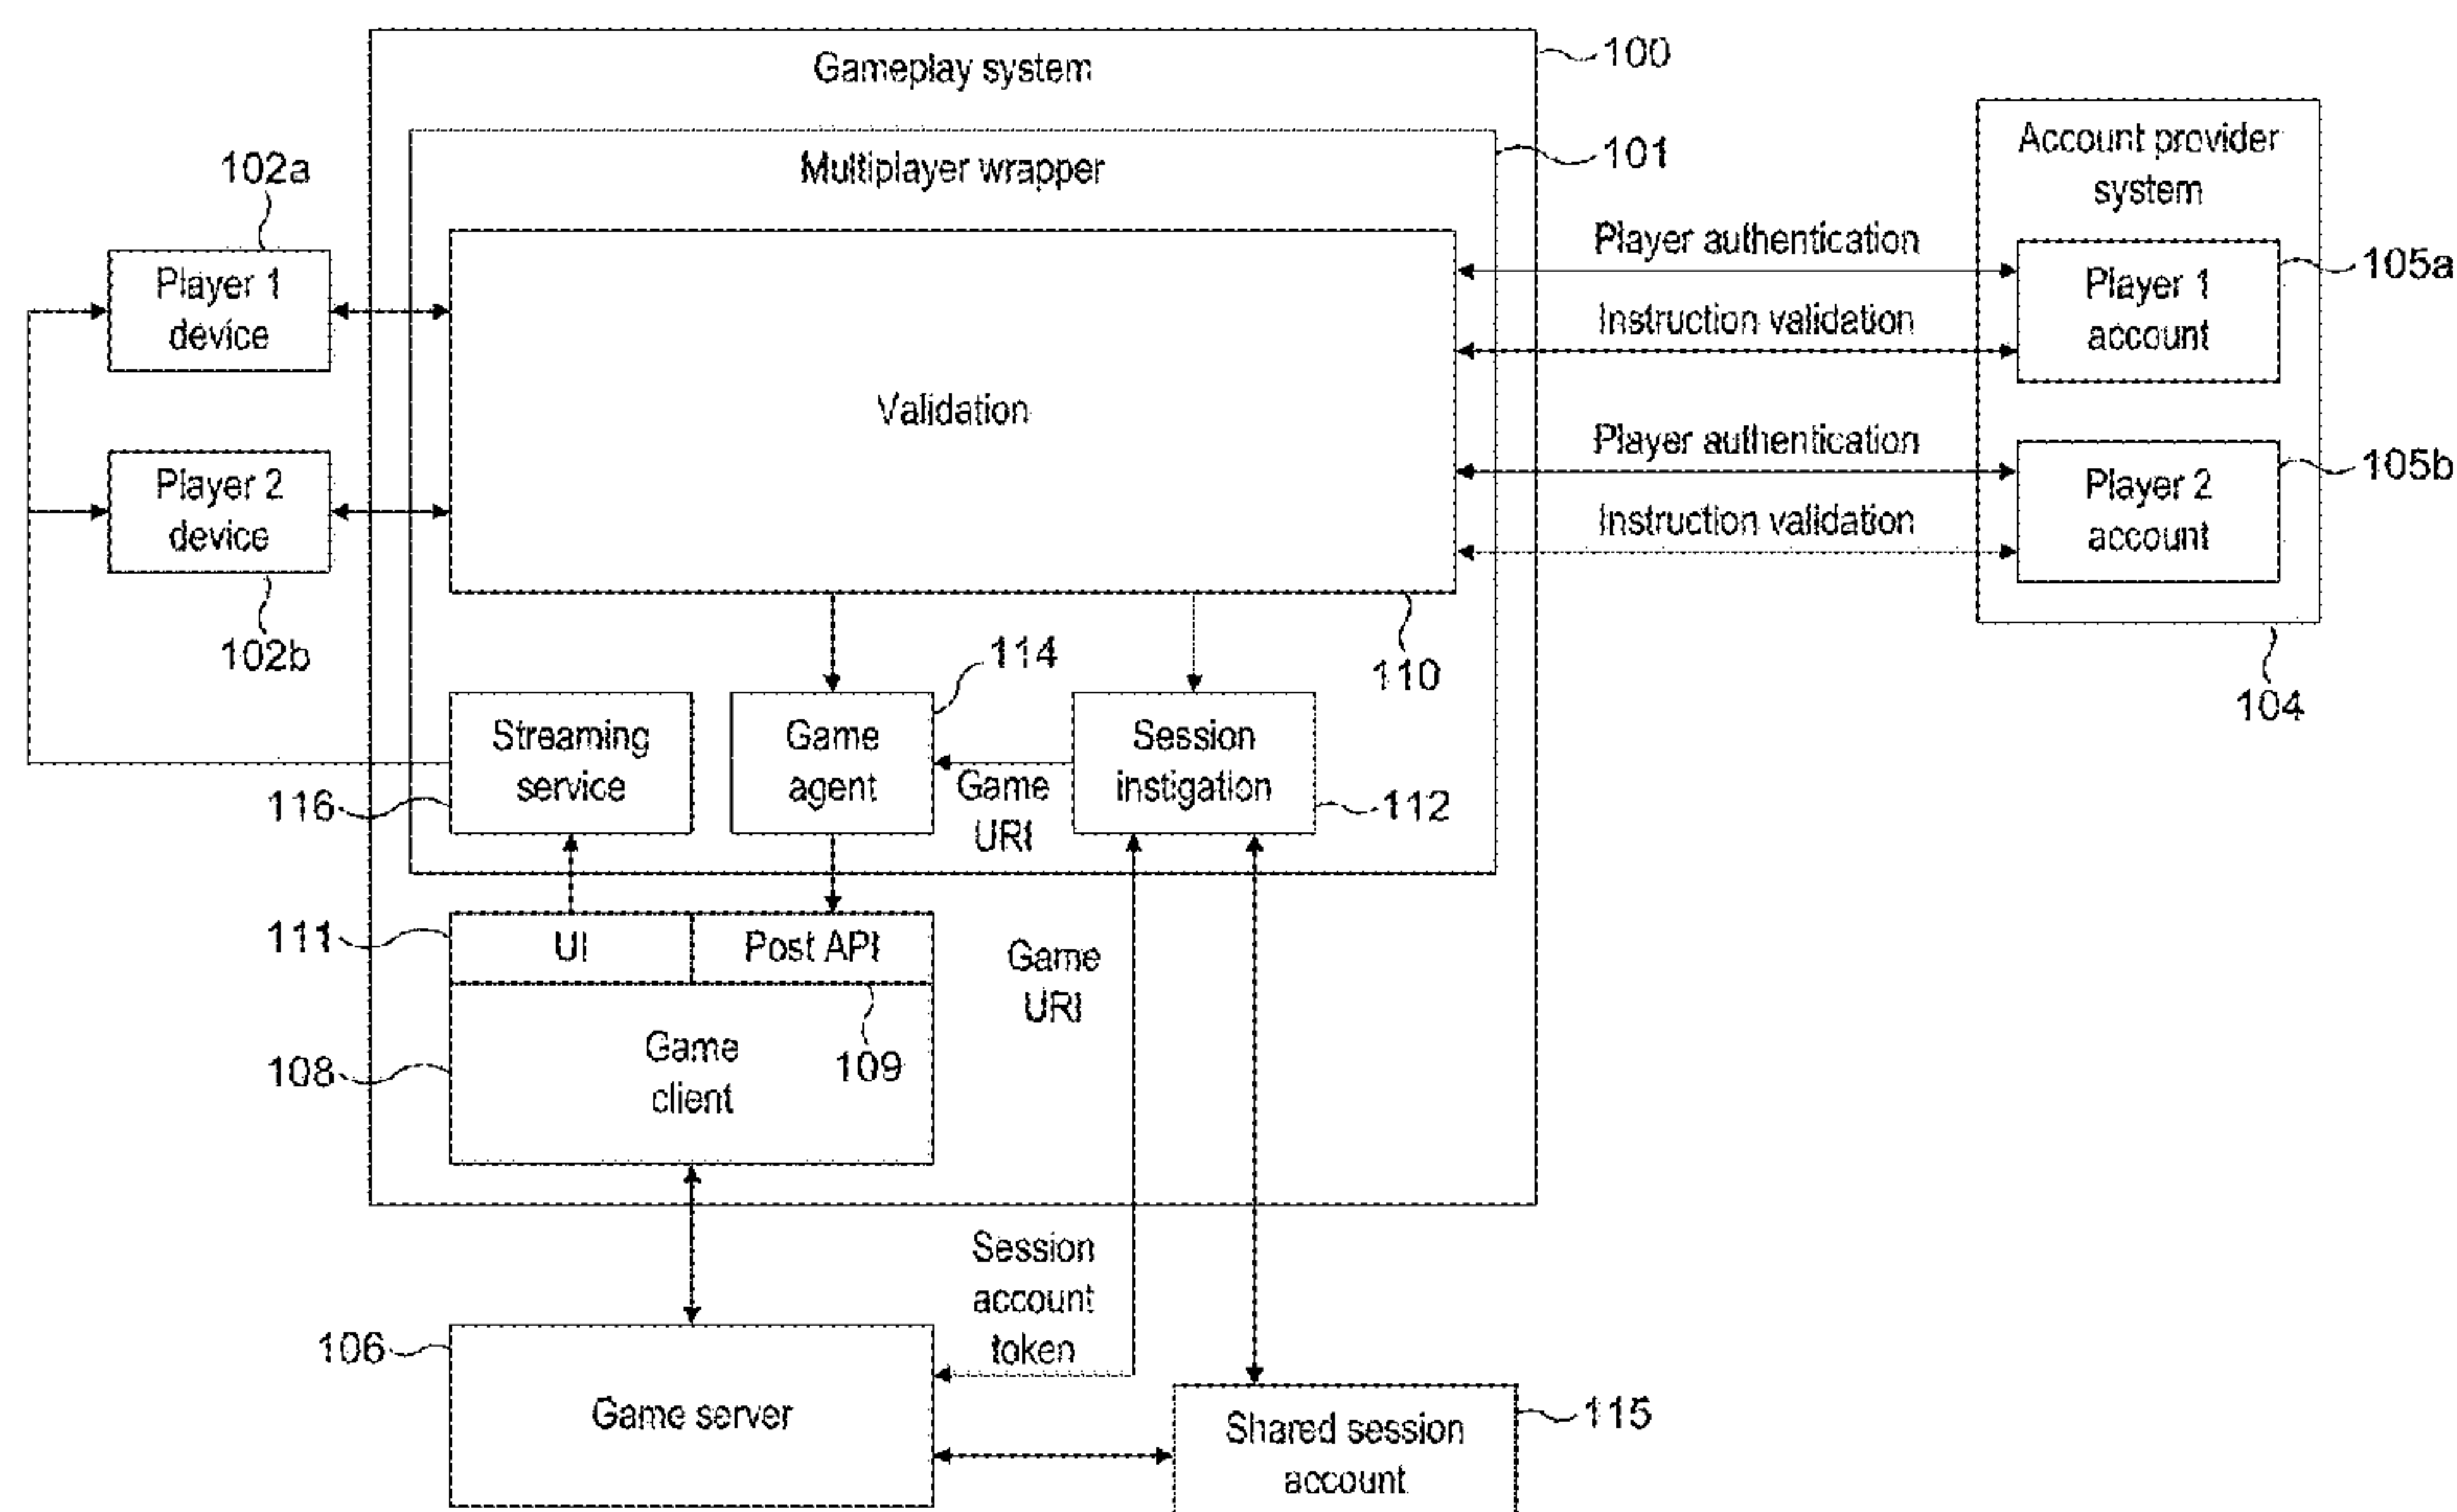 Gameplay system
100
Multiplayer wrapper
101
Account provider
system
102a
Player 1
device
Player 2
device
102b
Validation
110
Player authentication
Instruction validation
Player authentication
Instruction validation
Player 1
account
105a
Player 2
account
105b
104
114
Streaming
service
116
Game
agent
Game
URI
Session
instigation
112
111
UI
Post API
109
Game
URI
108
Game
client
Session
account
token
106
Game server
Shared session
account
115